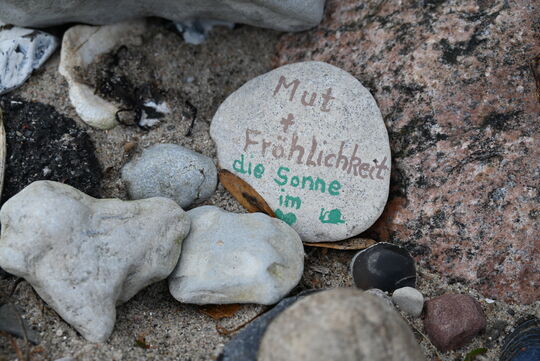 Mut
+
Fröhlichkeit
die Sonne
im